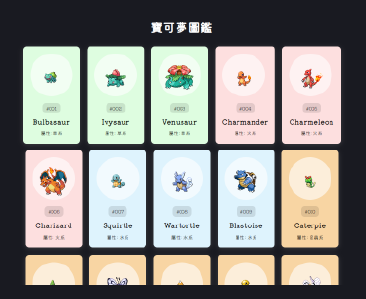 寶可夢圖鑑
#001
#002
#003
#004
#005
Bulbasaur
Ivysaur
Venusaur
Charmander
Charmeleon
屬性: 草系
屬性: 草系
屬性: 草系
屬性: 火系
屬性: 火系
#006
#007
#008
#009
#010
Charizard
Squirtle
Wartortle
Blastoise
Caterpie
屬性: 火系
屬性: 水系
屬性: 水系
屬性: 水系
屬性: 蟲系